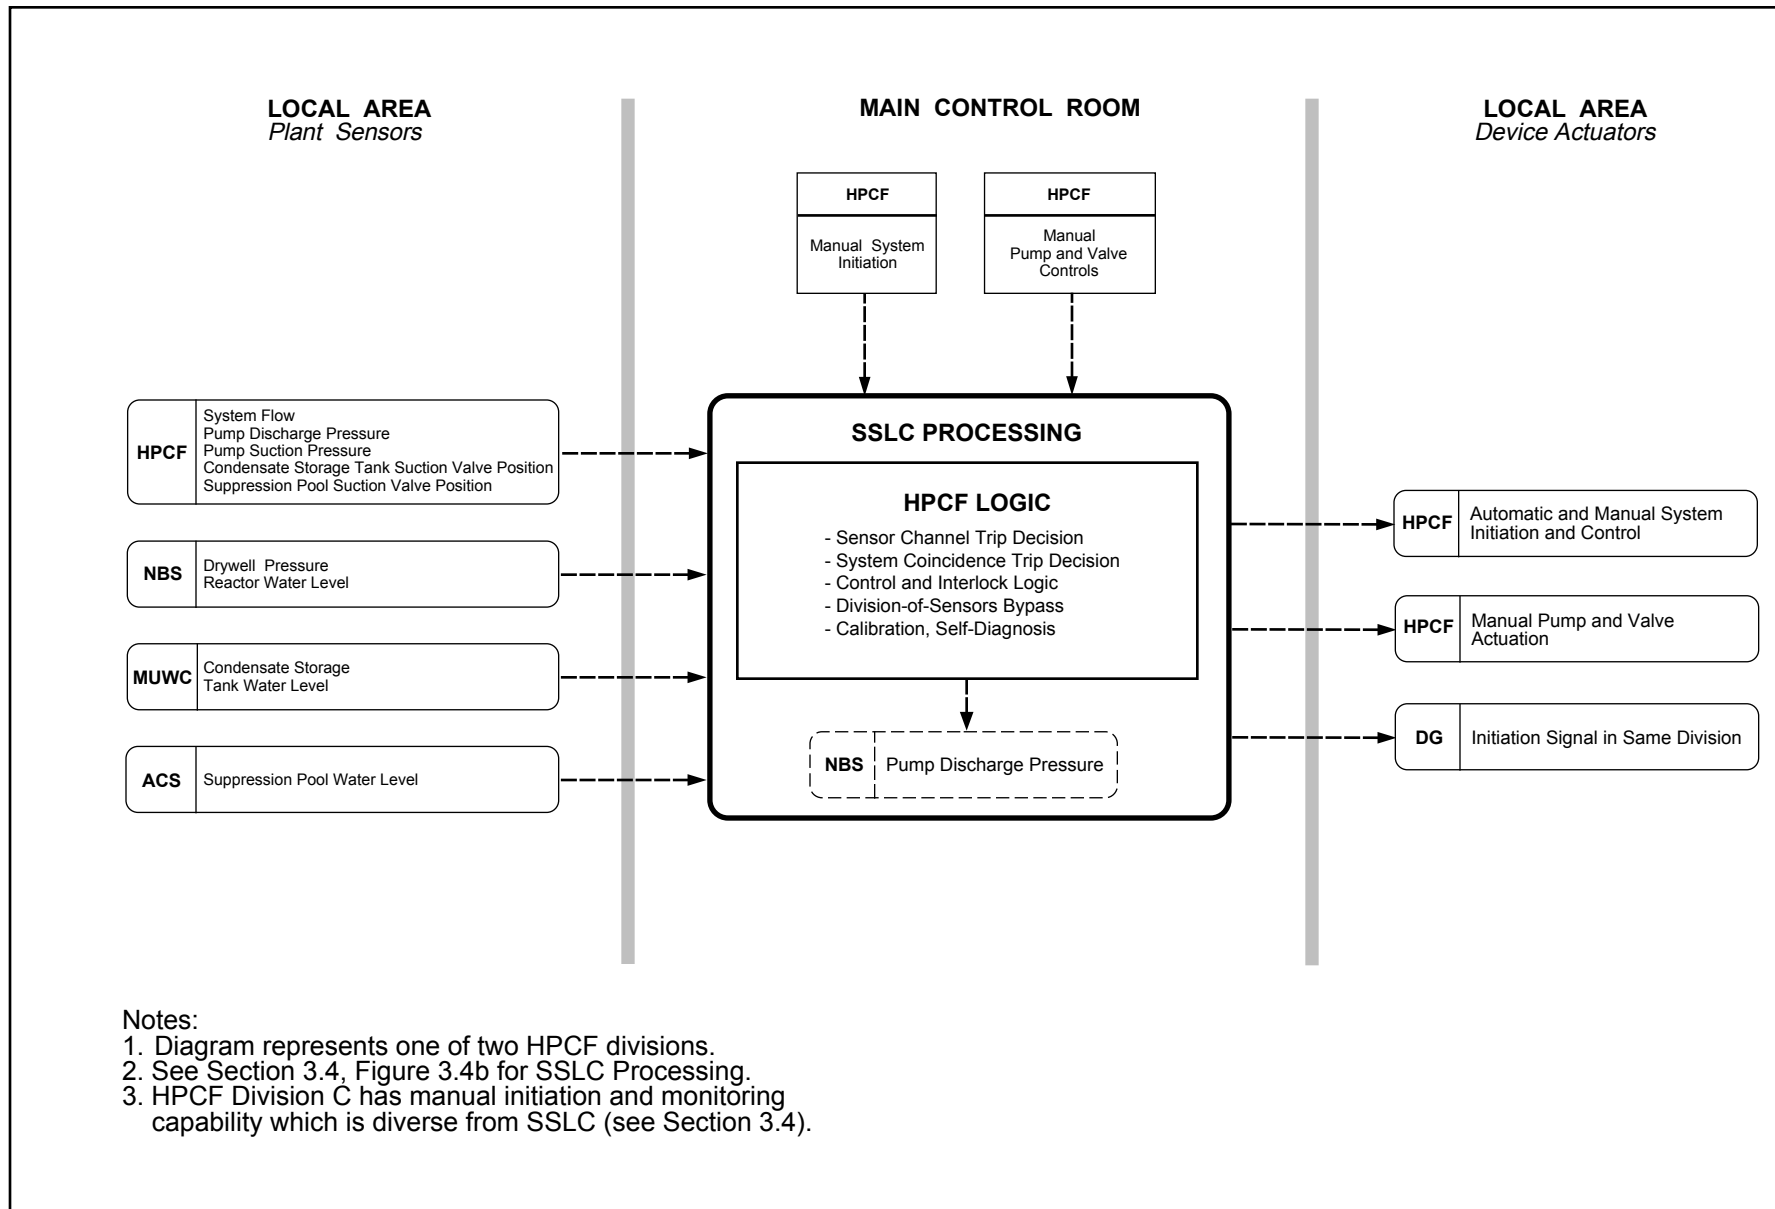 LOCAL AREA
Plant Sensors
MAIN CONTROL ROOM
LOCAL AREA
Device Actuators
HPCF
Manual System
Initiation
HPCF
Manual
Pump and Valve
Controls
HPCF
System Flow
Pump Discharge Pressure
Pump Suction Pressure
Condensate Storage Tank Suction Valve Position
Suppression Pool Suction Valve Position
NBS
Drywell Pressure
Reactor Water Level
MUWC
Condensate Storage
Tank Water Level
ACS
Suppression Pool Water Level
SSLC PROCESSING
HPCF LOGIC
- Sensor Channel Trip Decision
- System Coincidence Trip Decision
- Control and Interlock Logic
- Division-of-Sensors Bypass
- Calibration, Self-Diagnosis
NBS
Pump Discharge Pressure
HPCF
Automatic and Manual System
Initiation and Control
HPCF
Manual Pump and Valve
Actuation
DG
Initiation Signal in Same Division
Notes:
1. Diagram represents one of two HPCF divisions.
2. See Section 3.4, Figure 3.4b for SSLC Processing.
3. HPCF Division C has manual initiation and monitoring
capability which is diverse from SSLC (see Section 3.4).